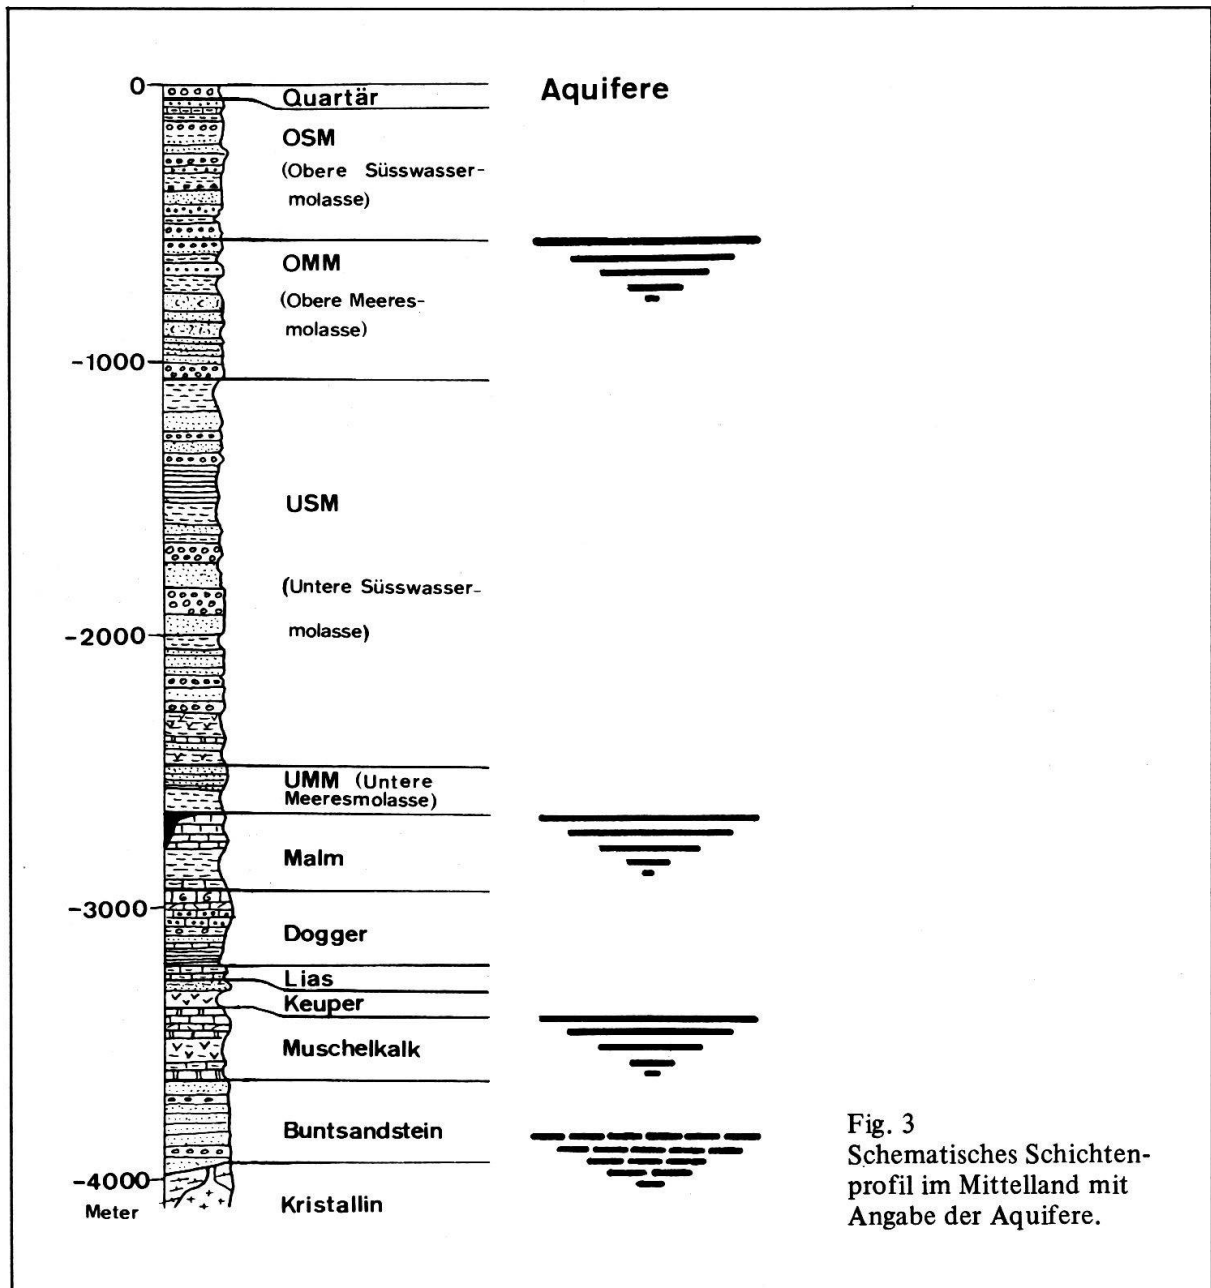 0
Quartär
Aquifere
OSM
(Obere Süsswasser-
molasse)
OMM
(Obere Meeres-
molasse)
-1000
USM
(Untere Süsswasser-
molasse)
-2000
UMM (Untere
Meeresmolasse)
Malm
-3000
Dogger
Lias
Keuper
Muschelkalk
Buntsandstein
-4000
Meter
Kristallin
Fig. 3
Schematisches Schichten-
profil im Mittelland mit
Angabe der Aquifere.